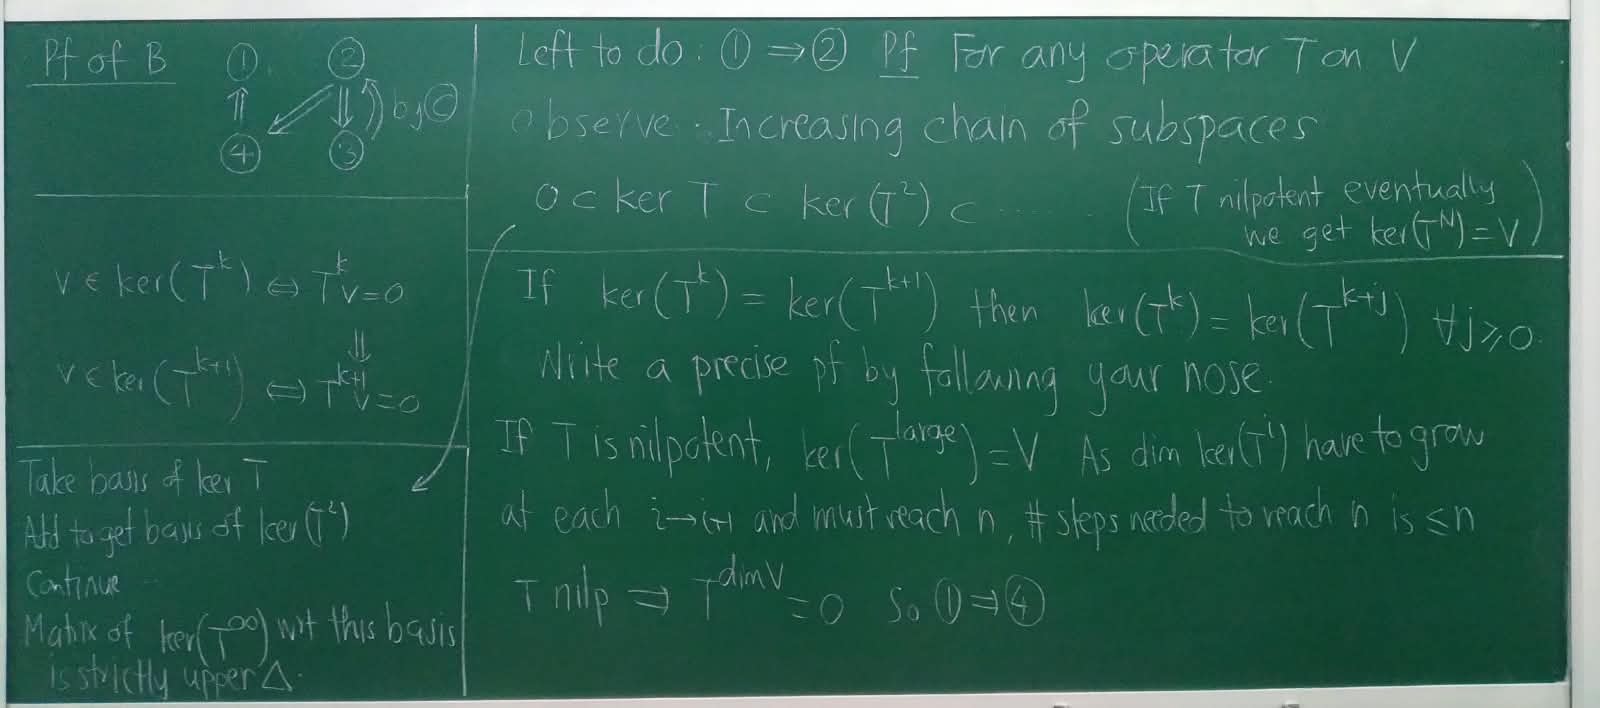 Pf of B
① ②
④ ③ by Ⓒ
v ∈ ker(T^k) ⇔ T^k v = 0
⇓
v ∈ ker(T^{k+1}) ⇔ T^{k+1} v = 0
Take basis of ker T
Add to get basis of ker(T^2)
Continue ...
Matrix of ker(T^∞) wrt this basis
is strictly upper Δ.
Left to do: ① ⇒ ② Pf For any operator T on V
observe: Increasing chain of subspaces
0 ⊂ ker T ⊂ ker(T^2) ⊂ ......
(If T nilpotent eventually
we get ker(T^N) = V)
If ker(T^k) = ker(T^{k+1}) then ker(T^k) = ker(T^{k+j}) ∀j ≥ 0.
Write a precise pf by following your nose.
If T is nilpotent, ker(T^large) = V As dim ker(T^i) have to grow
at each i→i+1 and must reach n, # steps needed to reach n is ≤ n
T nilp ⇒ T^{dim V} = 0 So ① ⇒ ④